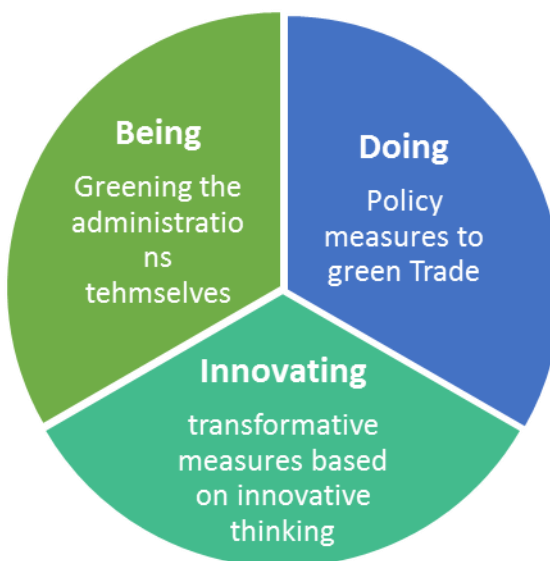 Being
Greening the
administratio
ns
tehmselves
Doing
Policy
measures to
green Trade
Innovating
transformative
measures based
on innovative
thinking